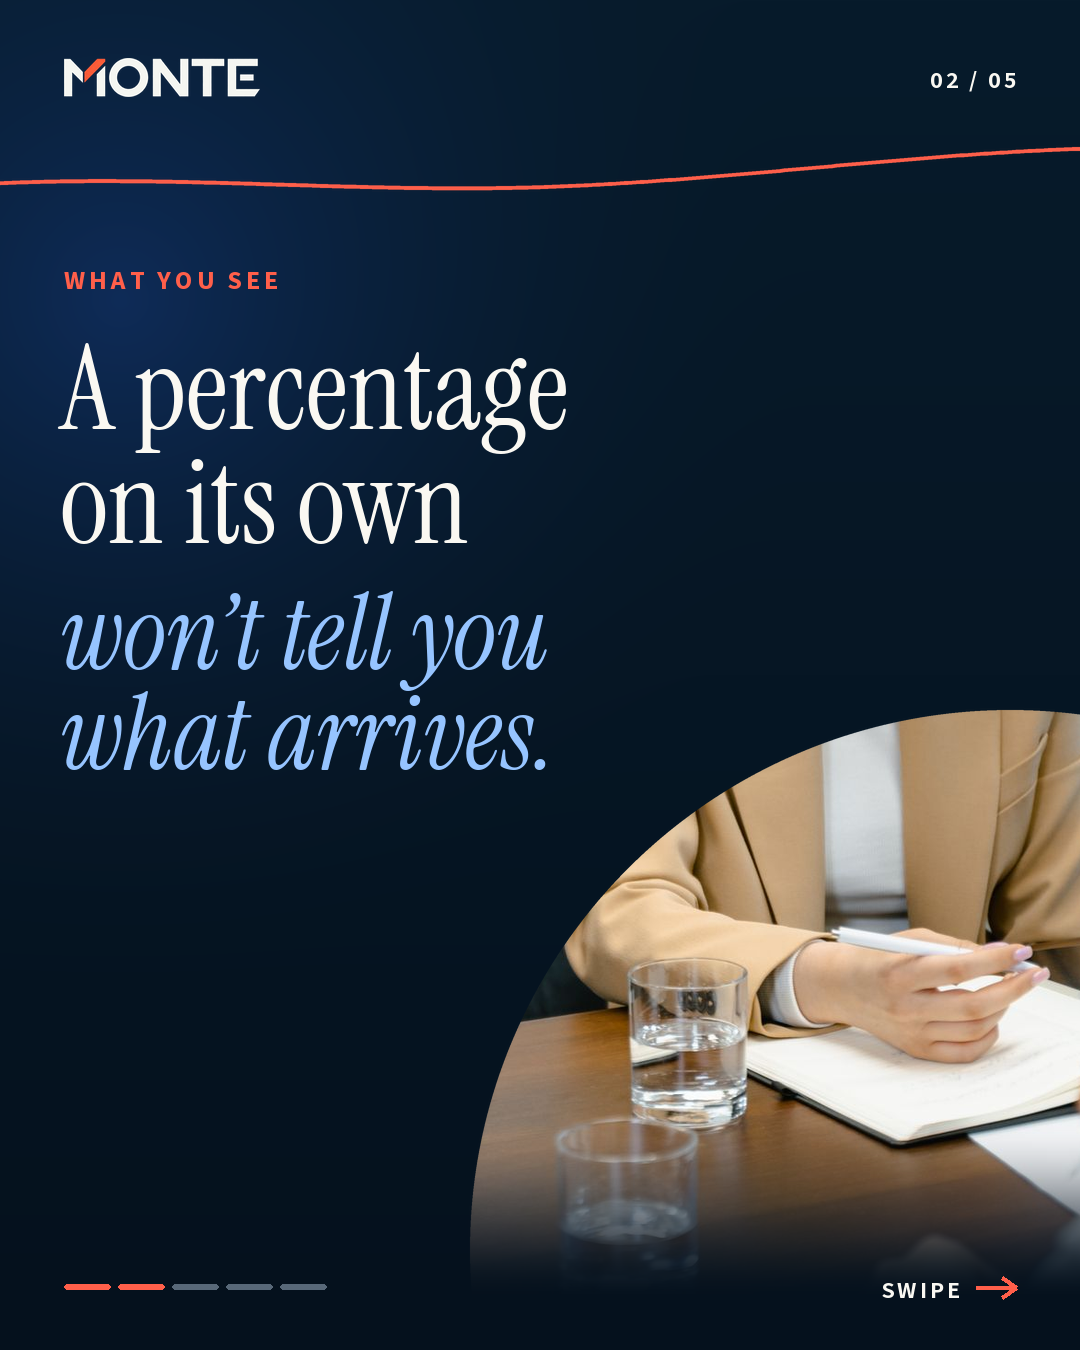 MONTE
02 / 05
WHAT YOU SEE
A percentage
on its own
won’t tell you
what arrives.
SWIPE